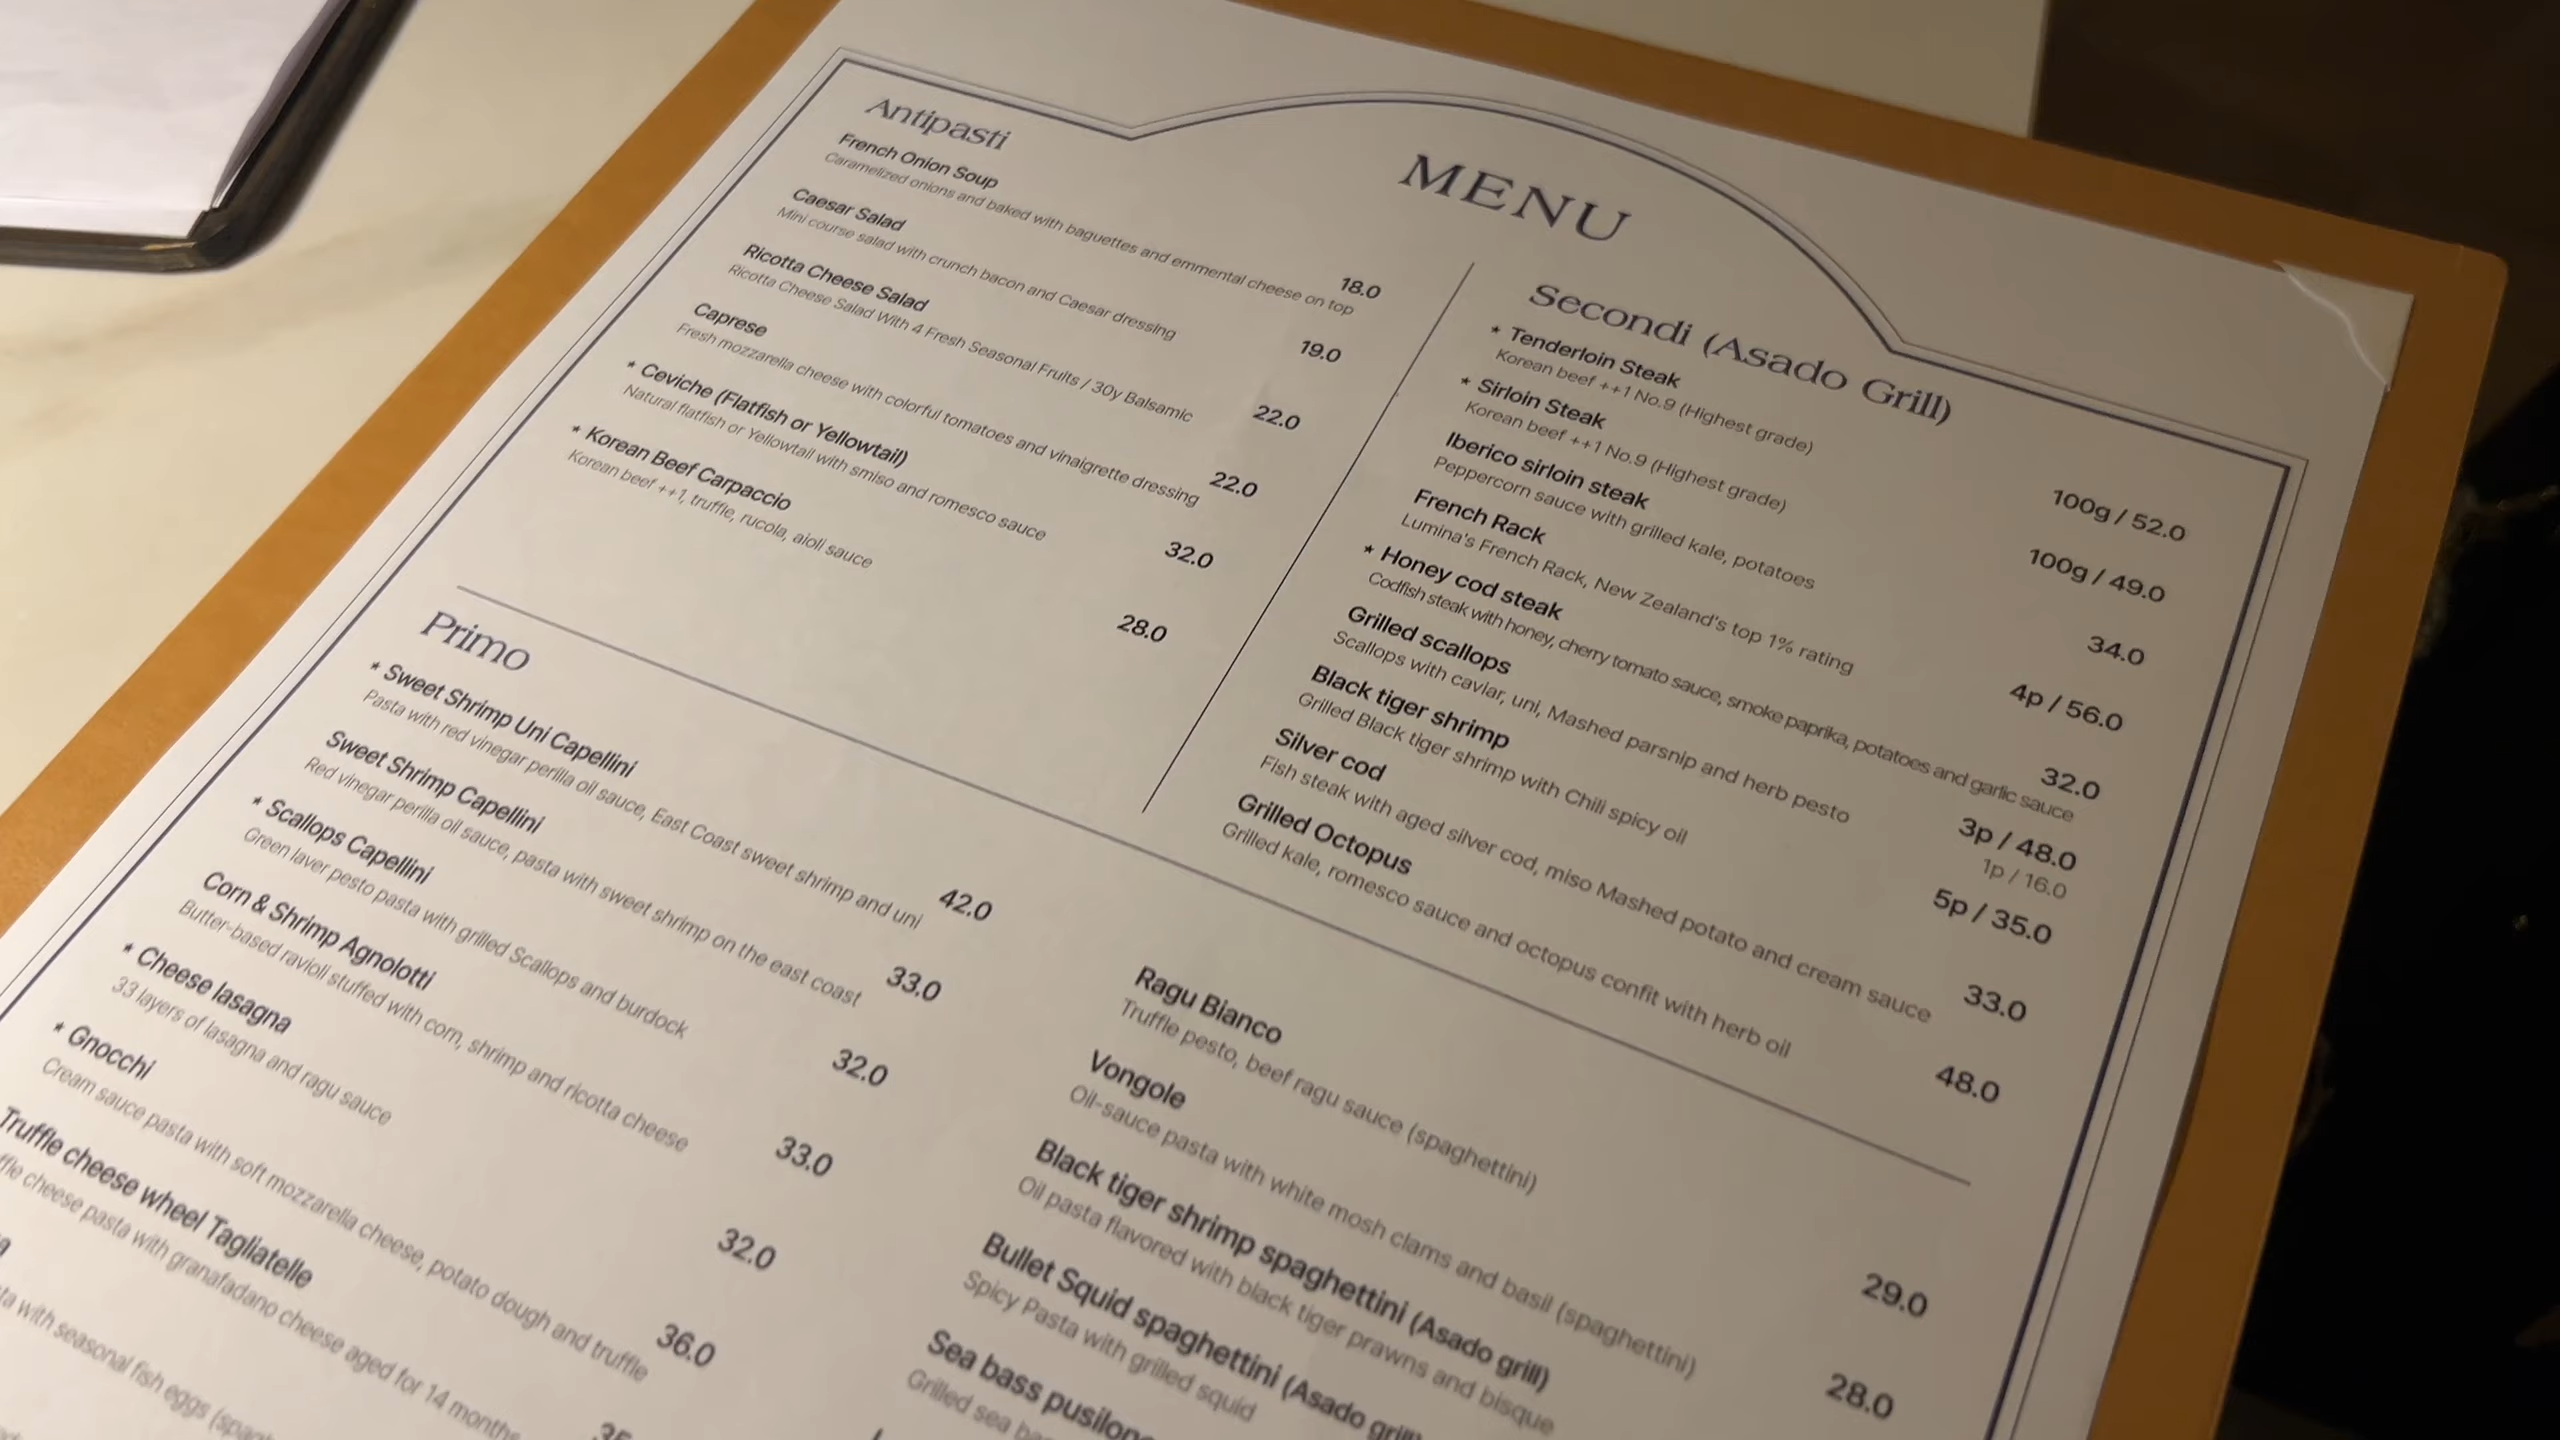 MENU
Antipasti
French Onion Soup
Caramelized onions and baked with baguettes and emmental cheese on top
18.0
Caesar Salad
Mini course salad with crunch bacon and Caesar dressing
19.0
Ricotta Cheese Salad
Ricotta Cheese Salad With 4 Fresh Seasonal Fruits / 30y Balsamic
22.0
Caprese
Fresh mozzarella cheese with colorful tomatoes and vinaigrette dressing
22.0
* Ceviche (Flatfish or Yellowtail)
Natural flatfish or Yellowtail with smiso and romesco sauce
32.0
* Korean Beef Carpaccio
Korean beef ++1, truffle, rucola, aioli sauce
28.0
Secondi (Asado Grill)
* Tenderloin Steak
Korean beef ++1 No.9 (Highest grade)
100g / 52.0
* Sirloin Steak
Korean beef ++1 No.9 (Highest grade)
100g / 49.0
Iberico sirloin steak
Peppercorn sauce with grilled kale, potatoes
34.0
French Rack
Lumina's French Rack, New Zealand's top 1% rating
4p / 56.0
* Honey cod steak
Codfish steak with honey, cherry tomato sauce, smoke paprika, potatoes and garlic sauce
32.0
Grilled scallops
Scallops with caviar, uni, Mashed parsnip and herb pesto
3p / 48.0
1p / 16.0
Black tiger shrimp
Grilled Black tiger shrimp with Chili spicy oil
5p / 35.0
Silver cod
Fish steak with aged silver cod, miso Mashed potato and cream sauce
33.0
Grilled Octopus
Grilled kale, romesco sauce and octopus confit with herb oil
48.0
Primo
* Sweet Shrimp Uni Capellini
Pasta with red vinegar perilla oil sauce, East Coast sweet shrimp and uni
42.0
Sweet Shrimp Capellini
Red vinegar perilla oil sauce, pasta with sweet shrimp on the east coast
33.0
* Scallops Capellini
Green laver pesto pasta with grilled Scallops and burdock
32.0
Corn & Shrimp Agnolotti
Butter-based ravioli stuffed with corn, shrimp and ricotta cheese
33.0
* Cheese lasagna
33 layers of lasagna and ragu sauce
32.0
* Gnocchi
Cream sauce pasta with soft mozzarella cheese, potato dough and truffle
36.0
Truffle cheese wheel Tagliatelle
cheese pasta with granafadano cheese aged for 14 months
with seasonal fish eggs
Ragu Bianco
Truffle pesto, beef ragu sauce (spaghettini)
29.0
Vongole
Oil-sauce pasta with white mosh clams and basil (spaghettini)
28.0
Black tiger shrimp spaghettini (Asado grill)
Oil pasta flavored with black tiger prawns and bisque
Bullet Squid spaghettini (Asado grill)
Spicy Pasta with grilled squid
Sea bass
Grilled sea